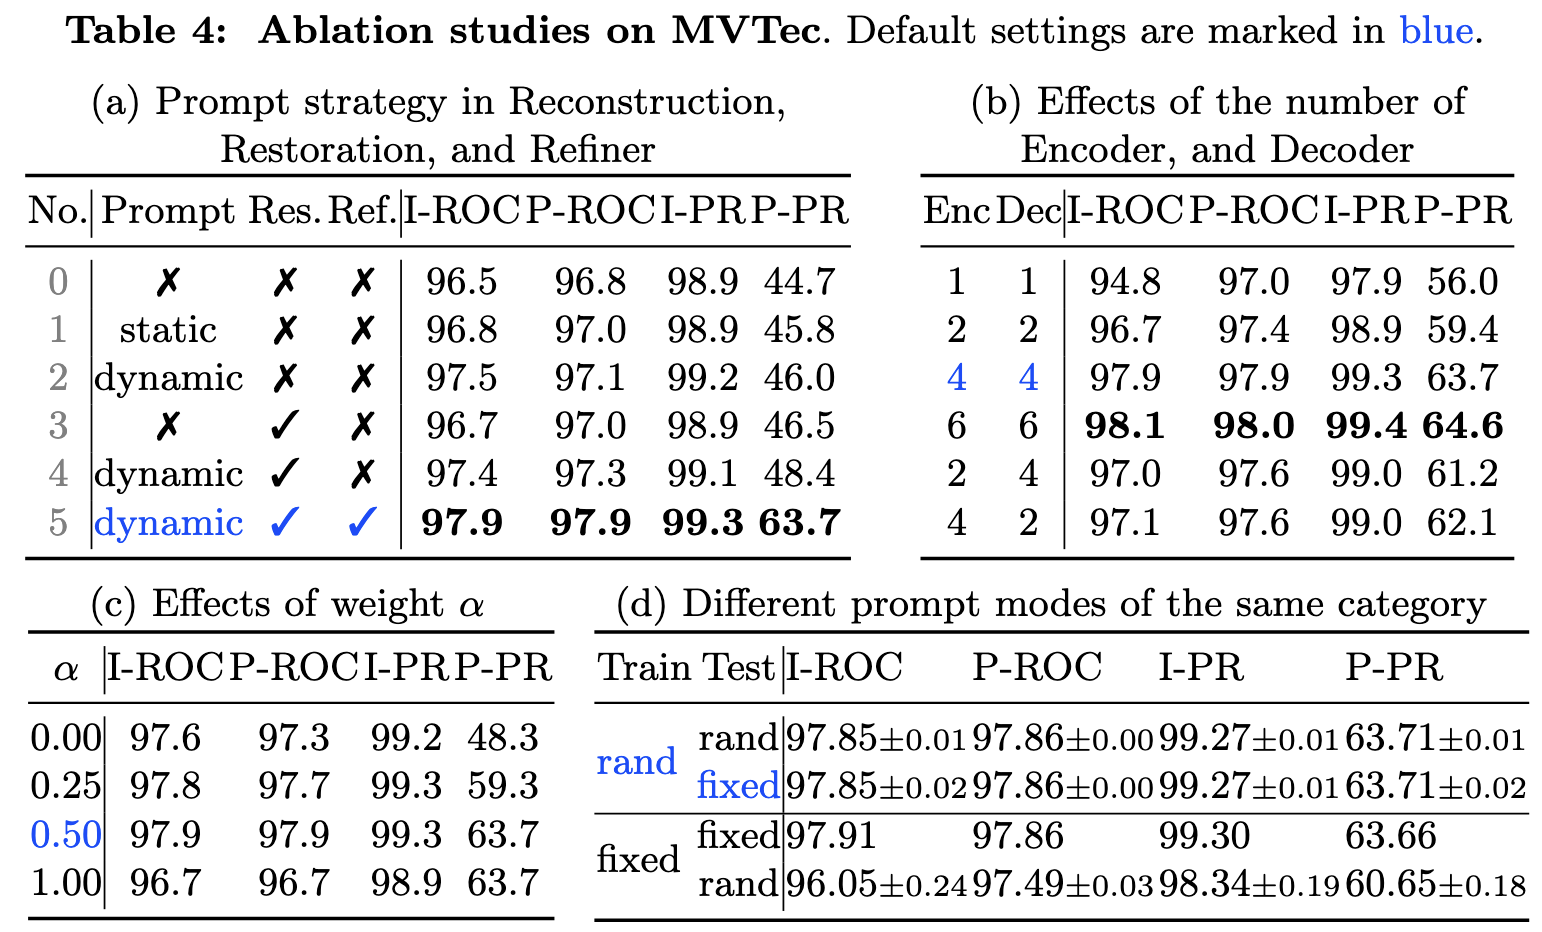 Table 4: Ablation studies on MVTec. Default settings are marked in blue.
(a) Prompt strategy in Reconstruction,
Restoration, and Refiner
No. Prompt Res. Ref. I-ROC P-ROC I-PR P-PR
0 ✗ ✗ ✗ 96.5 96.8 98.9 44.7
1 static ✗ ✗ 96.8 97.0 98.9 45.8
2 dynamic ✗ ✗ 97.5 97.1 99.2 46.0
3 ✗ ✓ ✗ 96.7 97.0 98.9 46.5
4 dynamic ✓ ✗ 97.4 97.3 99.1 48.4
5 dynamic ✓ ✓ 97.9 97.9 99.3 63.7
(b) Effects of the number of
Encoder, and Decoder
Enc Dec I-ROC P-ROC I-PR P-PR
1 1 94.8 97.0 97.9 56.0
2 2 96.7 97.4 98.9 59.4
4 4 97.9 97.9 99.3 63.7
6 6 98.1 98.0 99.4 64.6
2 4 97.0 97.6 99.0 61.2
4 2 97.1 97.6 99.0 62.1
(c) Effects of weight α
α I-ROC P-ROC I-PR P-PR
0.00 97.6 97.3 99.2 48.3
0.25 97.8 97.7 99.3 59.3
0.50 97.9 97.9 99.3 63.7
1.00 96.7 96.7 98.9 63.7
(d) Different prompt modes of the same category
Train Test I-ROC P-ROC I-PR P-PR
rand rand 97.85±0.01 97.86±0.00 99.27±0.01 63.71±0.01
fixed 97.85±0.02 97.86±0.00 99.27±0.01 63.71±0.02
fixed fixed 97.91 97.86 99.30 63.66
rand 96.05±0.24 97.49±0.03 98.34±0.19 60.65±0.18